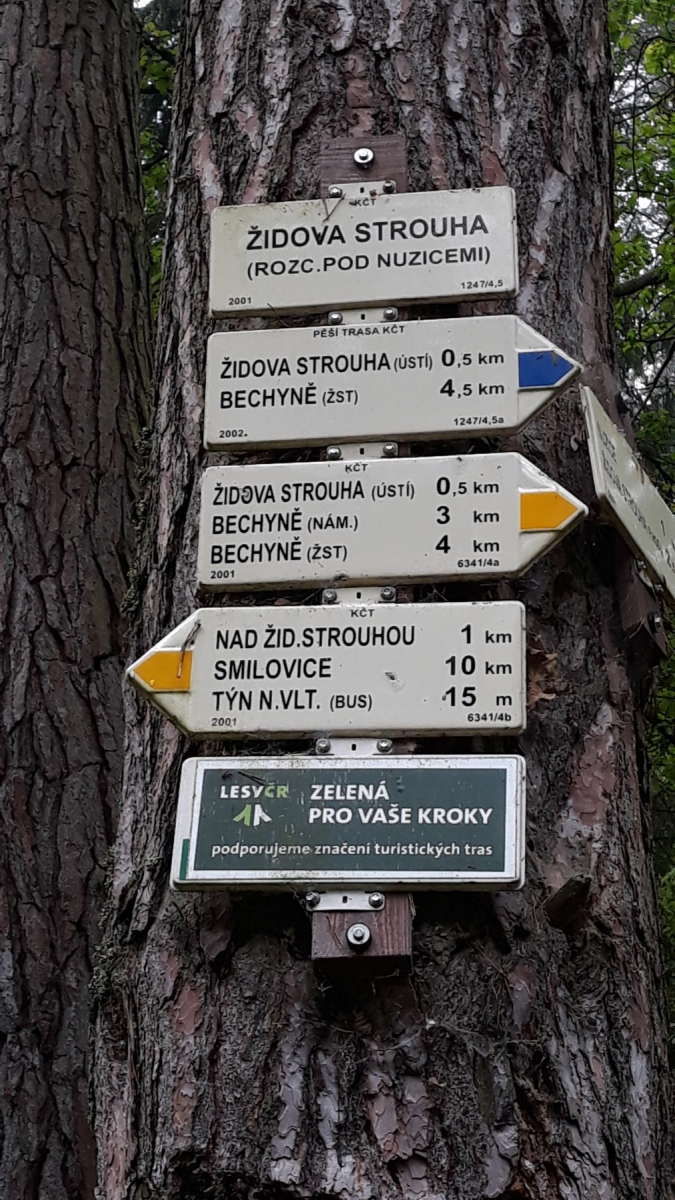 KČT
ŽIDOVA STROUHA
(ROZC.POD NUZICEMI)
2001 1247/4,5
PĚŠÍ TRASA KČT
ŽIDOVA STROUHA (ÚSTÍ) 0,5 km
BECHYNĚ (ŽST) 4,5 km
2002. 1247/4,5a
KČT
ŽIDOVA STROUHA (ÚSTÍ) 0,5 km
BECHYNĚ (NÁM.) 3 km
BECHYNĚ (ŽST) 4 km
2001 6341/4a
KČT
NAD ŽID.STROUHOU 1 km
SMILOVICE 10 km
TÝN N.VLT. (BUS) 15 m
2001 6341/4b
LESYČR ZELENÁ
PRO VAŠE KROKY
podporujeme značení turistických tras